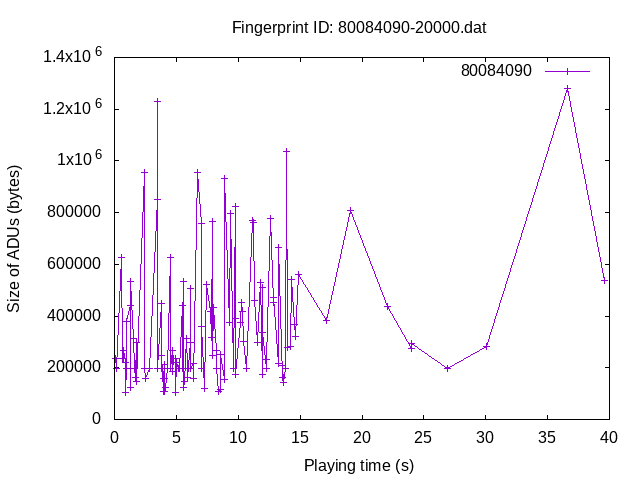 Fingerprint ID: 80084090-20000.dat
80084090
1.4x10^6
1.2x10^6
1x10^6
800000
600000
400000
200000
0
Size of ADUs (bytes)
0 5 10 15 20 25 30 35 40
Playing time (s)